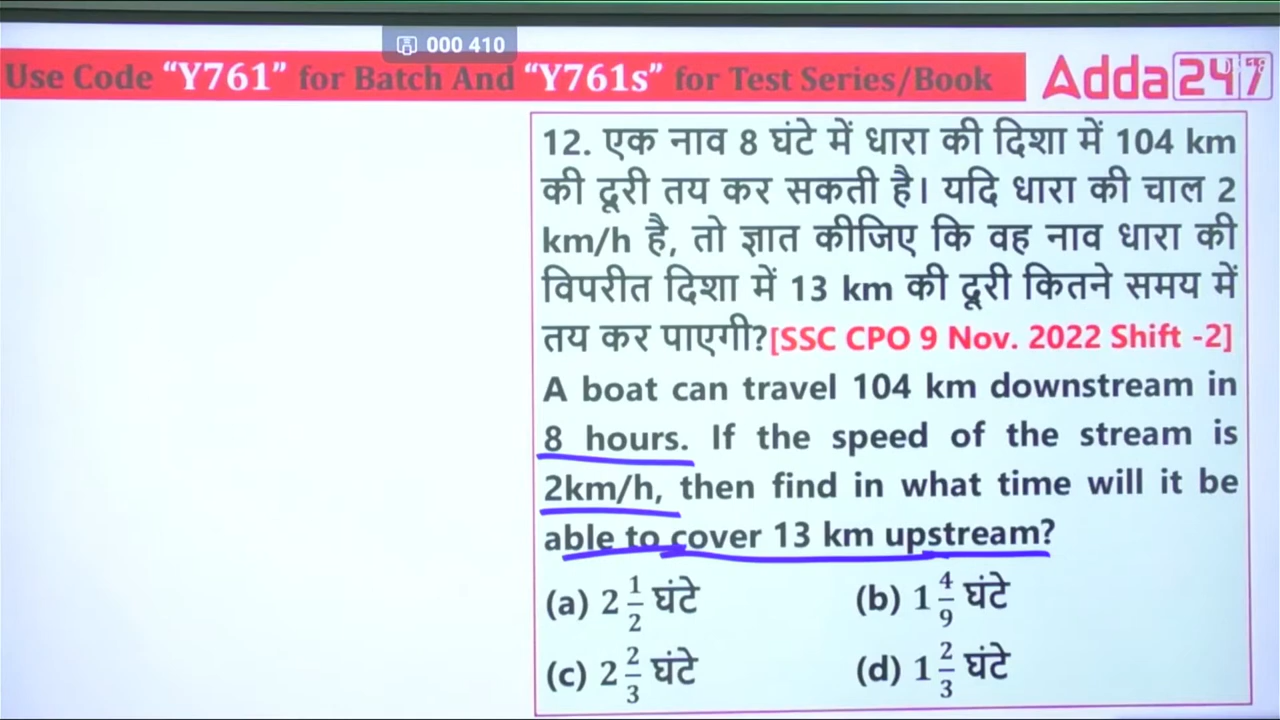 000 410
Use Code “Y761” for Batch And “Y761s” for Test Series/Book
Adda247
12. एक नाव 8 घंटे में धारा की दिशा में 104 km
की दूरी तय कर सकती है। यदि धारा की चाल 2
km/h है, तो ज्ञात कीजिए कि वह नाव धारा की
विपरीत दिशा में 13 km की दूरी कितने समय में
तय कर पाएगी?[SSC CPO 9 Nov. 2022 Shift -2]
A boat can travel 104 km downstream in
8 hours. If the speed of the stream is
2km/h, then find in what time will it be
able to cover 13 km upstream?
(a) 2 1/2 घंटे (b) 1 4/9 घंटे
(c) 2 2/3 घंटे (d) 1 2/3 घंटे